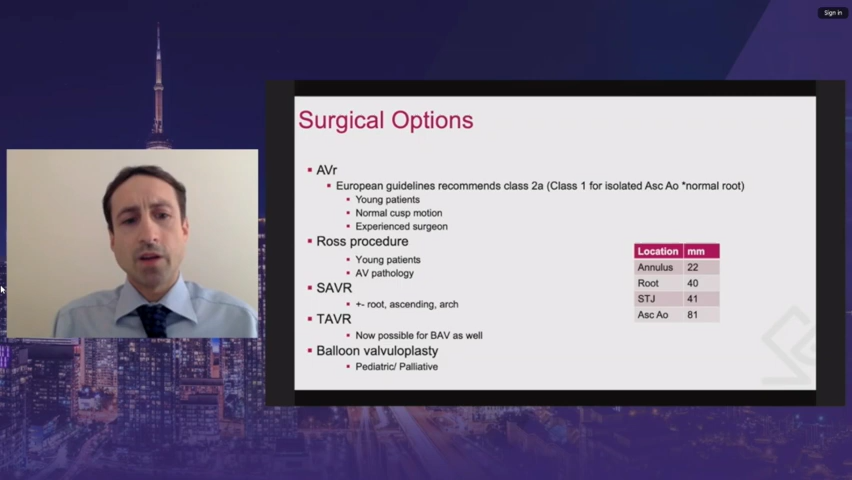 Sign in
Surgical Options
AVr
European guidelines recommends class 2a (Class 1 for isolated Asc Ao *normal root)
Young patients
Normal cusp motion
Experienced surgeon
Ross procedure
Young patients
AV pathology
SAVR
+- root, ascending, arch
TAVR
Now possible for BAV as well
Balloon valvuloplasty
Pediatric/ Palliative
Location mm
Annulus 22
Root 40
STJ 41
Asc Ao 81